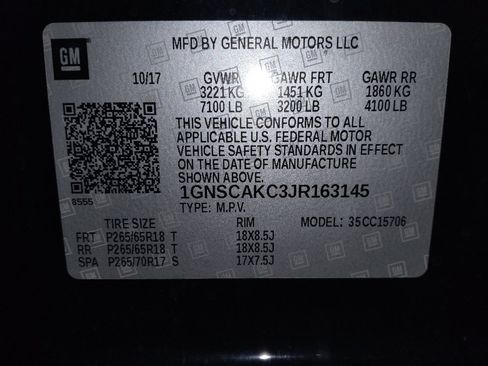 GM
MFD BY GENERAL MOTORS LLC
10/17 GVWR GAWR FRT GAWR RR
3221 KG 1451 KG 1860 KG
7100 LB 3200 LB 4100 LB
THIS VEHICLE CONFORMS TO ALL
APPLICABLE U.S. FEDERAL MOTOR
VEHICLE SAFETY STANDARDS IN EFFECT
ON THE DATE OF MANUFACTURE
SHOWN ABOVE.
8555
1GNSCAKC3JR163145
TYPE: M.P.V. MODEL: 35CC15706
TIRE SIZE RIM
FRT P265/65R18 T 18X8.5J
RR P265/65R18 T 18X8.5J
SPA P265/70R17 S 17X7.5J